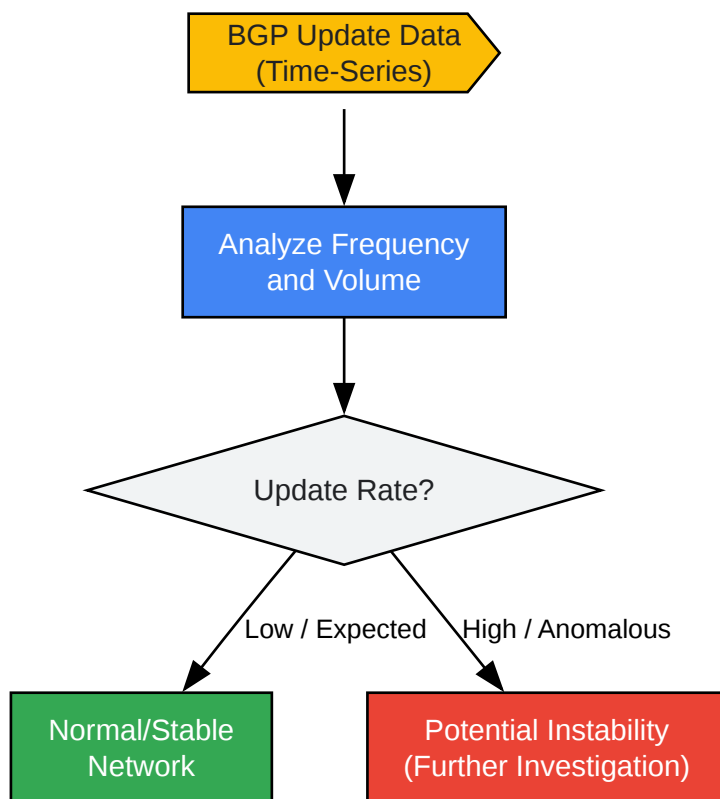 BGP Update Data
(Time-Series)
Analyze Frequency
and Volume
Update Rate?
Low / Expected
High / Anomalous
Normal/Stable
Network
Potential Instability
(Further Investigation)